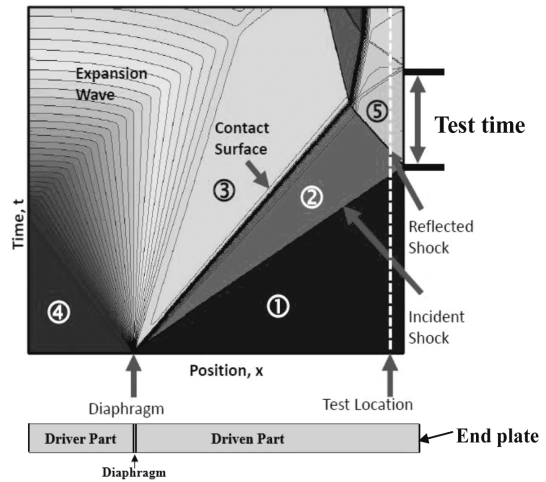 Expansion
Wave
Contact
Surface
⑤
Test time
③
②
Time, t
Reflected
Shock
④
①
Incident
Shock
Position, x
Diaphragm
Test Location
Driver Part
Driven Part
End plate
Diaphragm